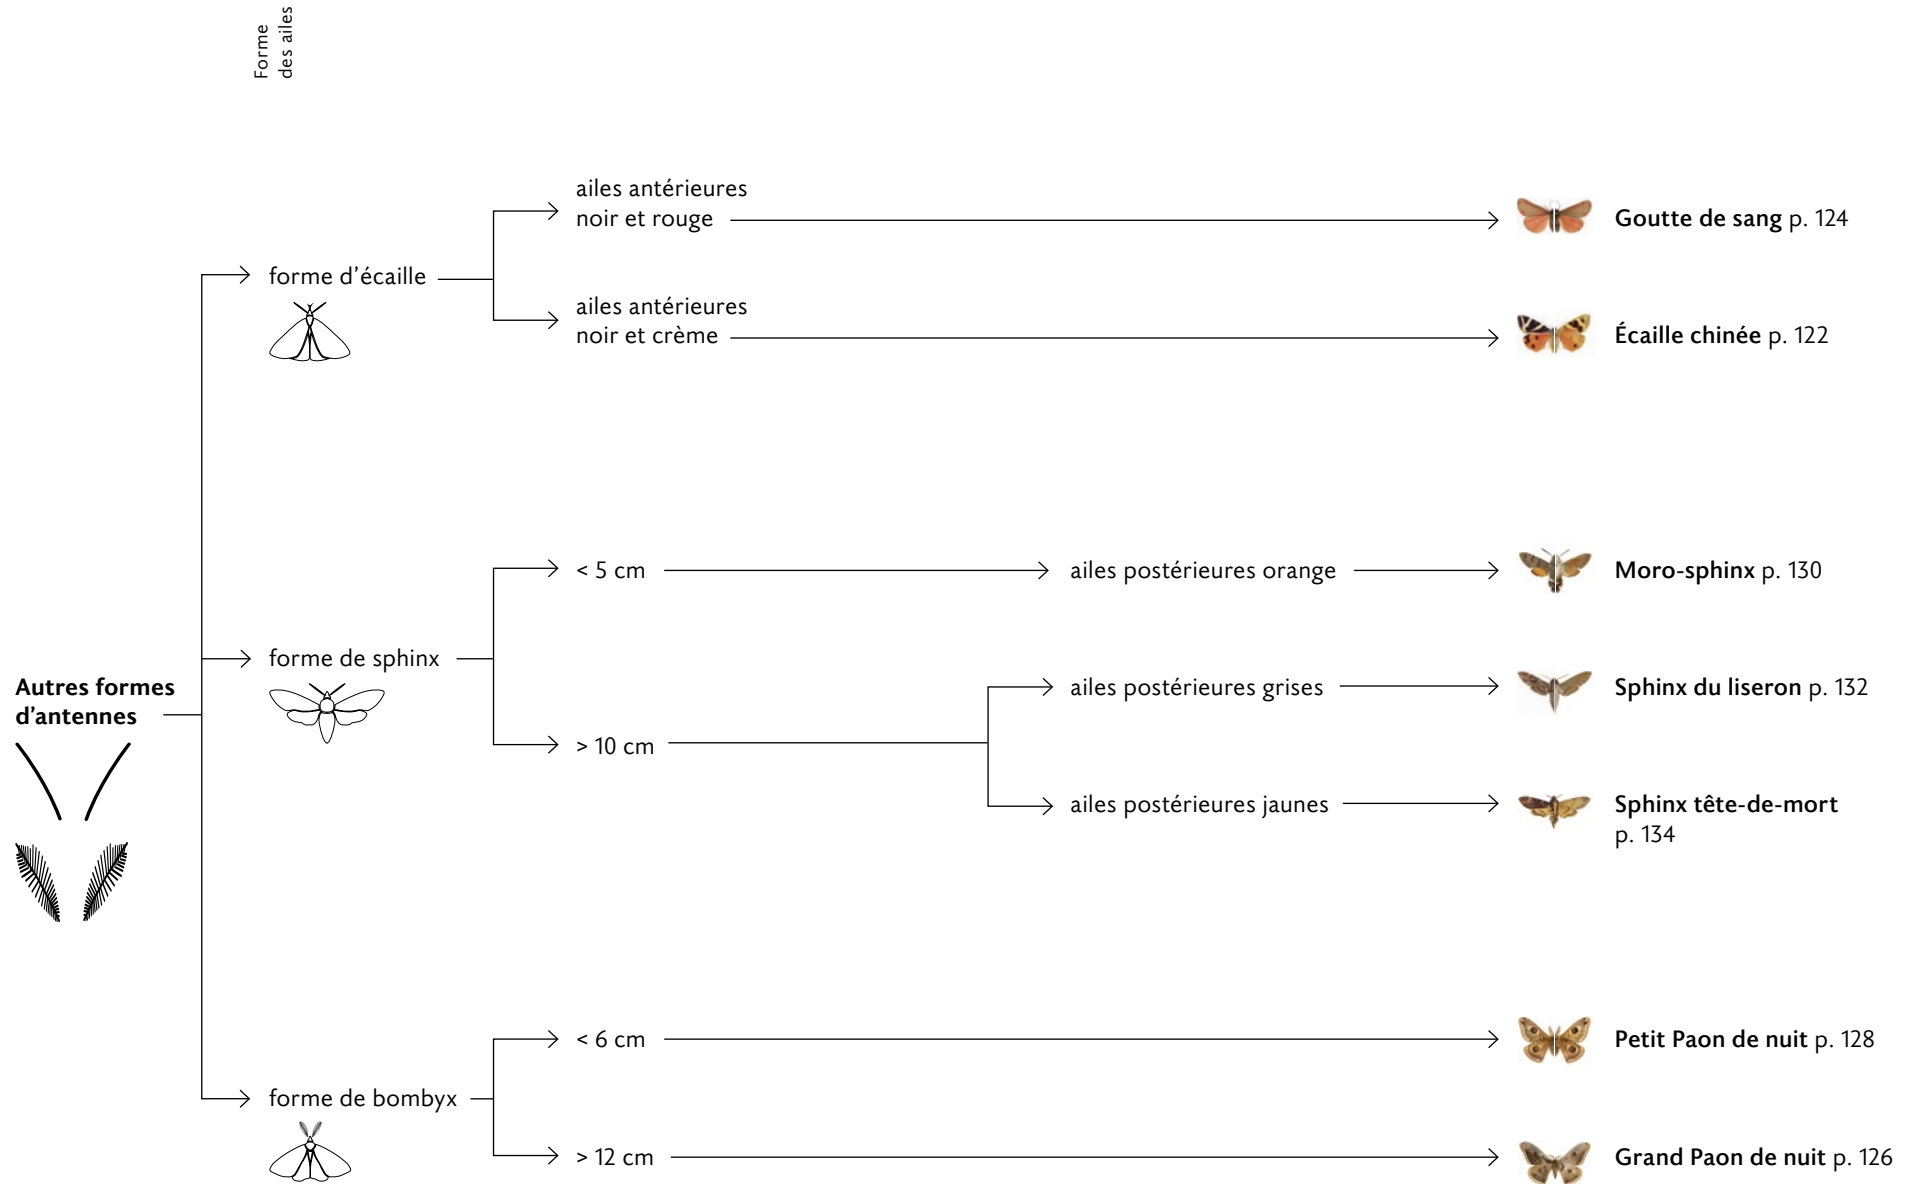 Forme
des ailes
Autres formes
d'antennes
forme d'écaille
ailes antérieures
noir et rouge
Goutte de sang p. 124
ailes antérieures
noir et crème
Écaille chinée p. 122
forme de sphinx
< 5 cm
ailes postérieures orange
Moro-sphinx p. 130
> 10 cm
ailes postérieures grises
Sphinx du liseron p. 132
ailes postérieures jaunes
Sphinx tête-de-mort
p. 134
forme de bombyx
< 6 cm
Petit Paon de nuit p. 128
> 12 cm
Grand Paon de nuit p. 126